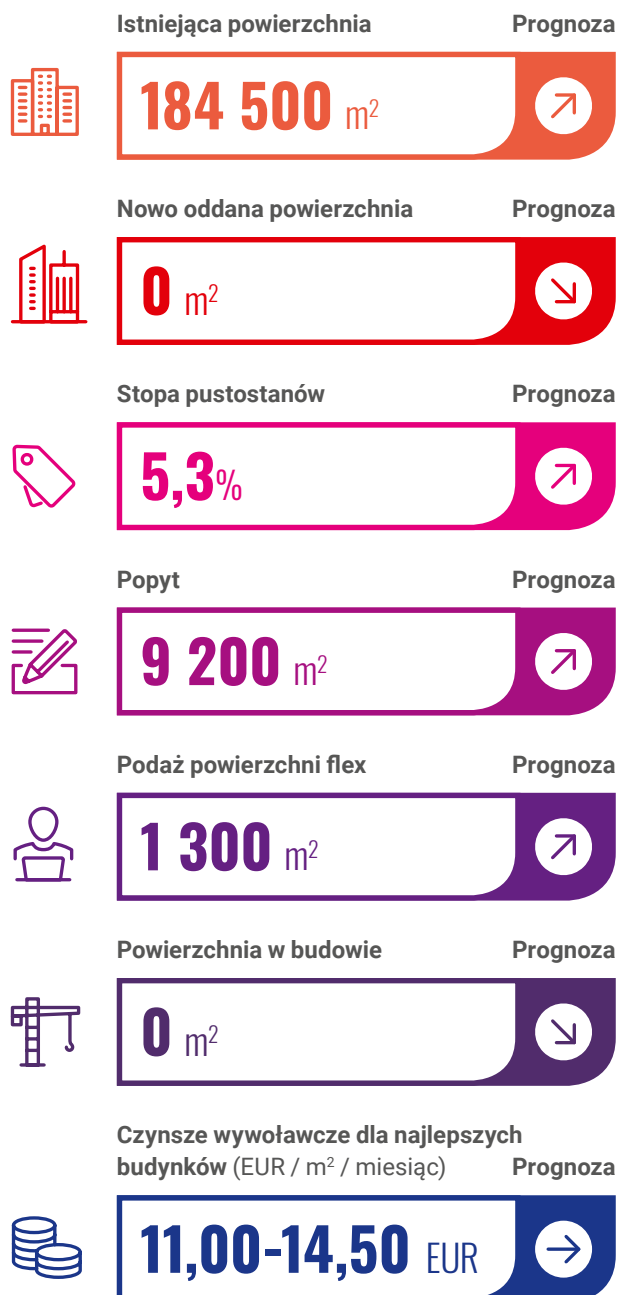 Istniejąca powierzchnia Prognoza
184 500 m²
Nowo oddana powierzchnia Prognoza
0 m²
Stopa pustostanów Prognoza
5,3%
Popyt Prognoza
9 200 m²
Podaż powierzchni flex Prognoza
1 300 m²
Powierzchnia w budowie Prognoza
0 m²
Czynsze wywoławcze dla najlepszych
budynków (EUR / m² / miesiąc) Prognoza
11,00-14,50 EUR